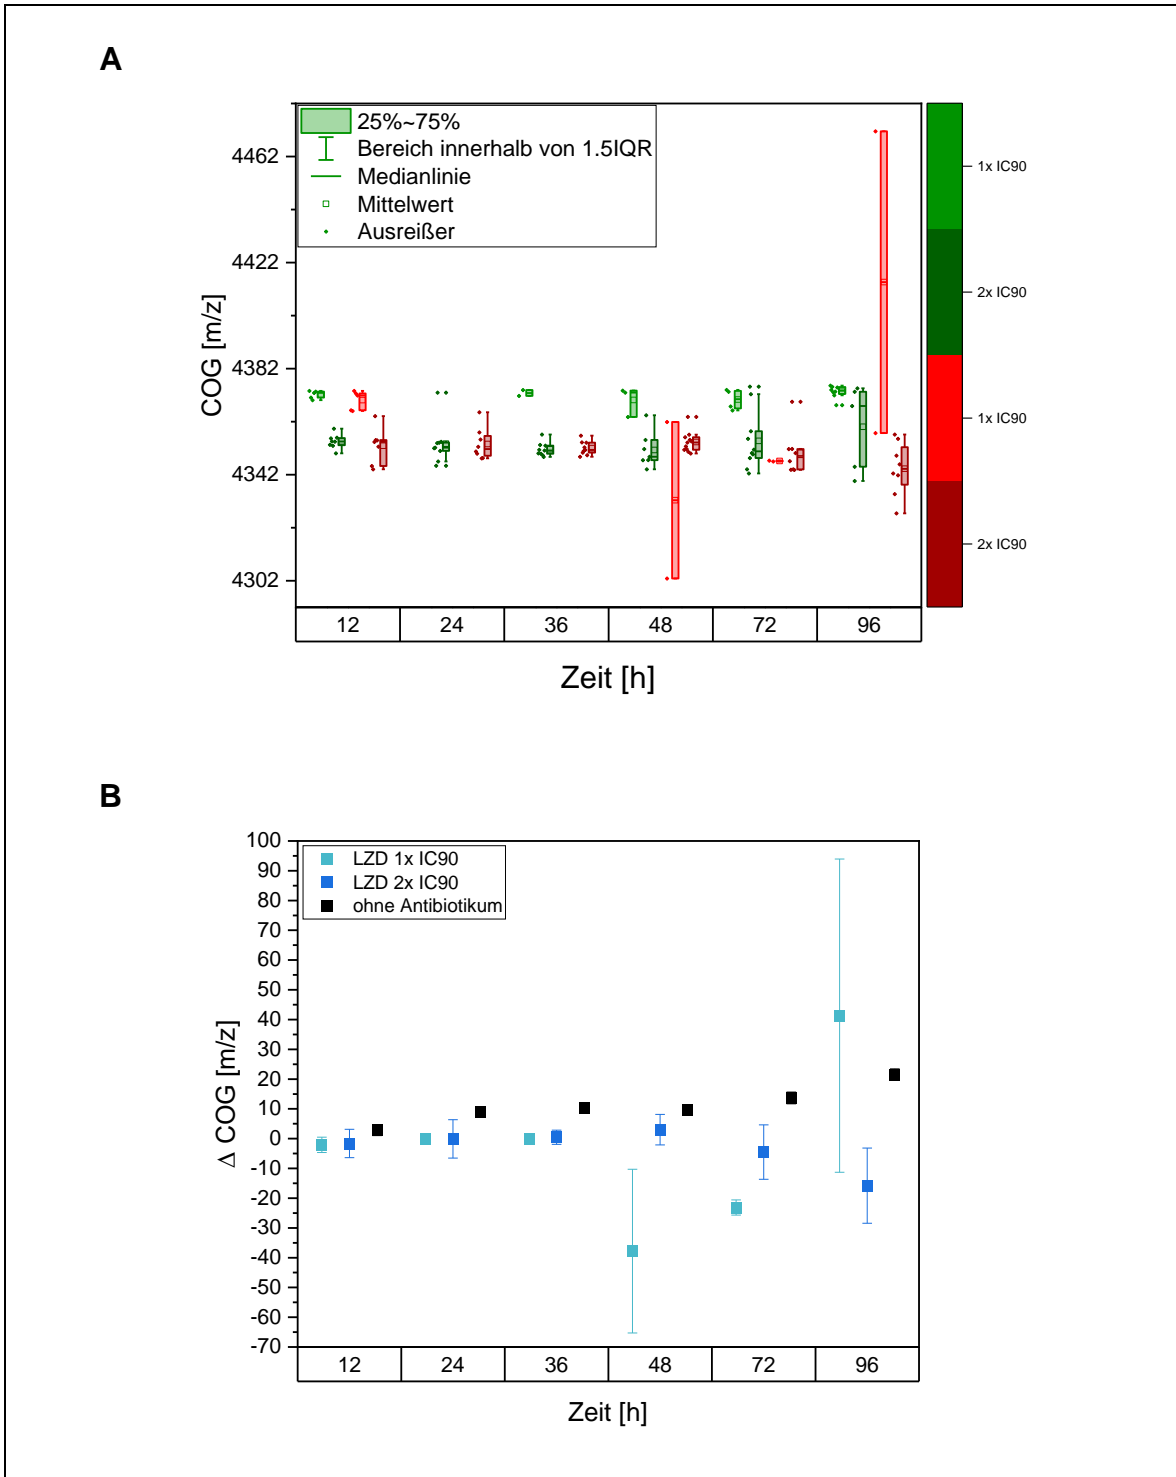 A
25%~75%
Bereich innerhalb von 1.5IQR
Medianlinie
Mittelwert
Ausreißer
4462
4422
4382
4342
4302
COG [m/z]
1x IC90
2x IC90
1x IC90
2x IC90
12 24 36 48 72 96
Zeit [h]
B
LZD 1x IC90
LZD 2x IC90
ohne Antibiotikum
100
90
80
70
60
50
40
30
20
10
0
-10
-20
-30
-40
-50
-60
-70
Δ COG [m/z]
12 24 36 48 72 96
Zeit [h]